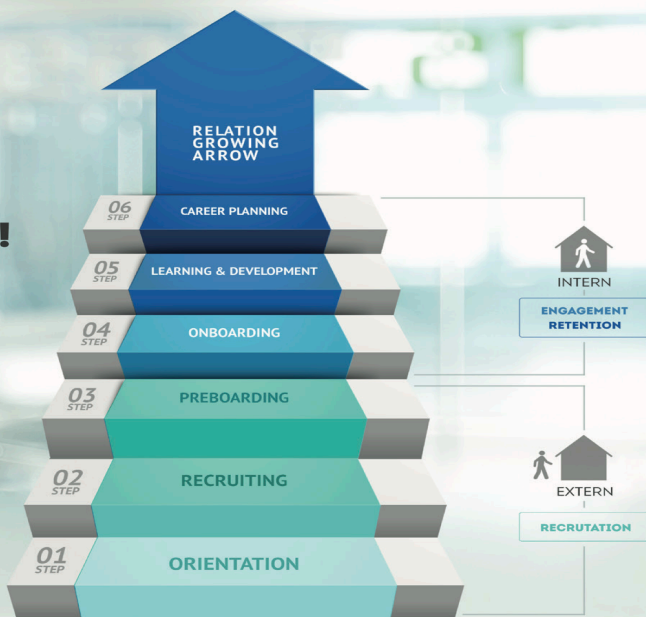 RELATION
GROWING
ARROW
!
06
STEP
CAREER PLANNING
05
STEP
LEARNING & DEVELOPMENT
04
STEP
ONBOARDING
03
STEP
PREBOARDING
02
STEP
RECRUITING
01
STEP
ORIENTATION
INTERN
ENGAGEMENT
RETENTION
EXTERN
RECRUTATION